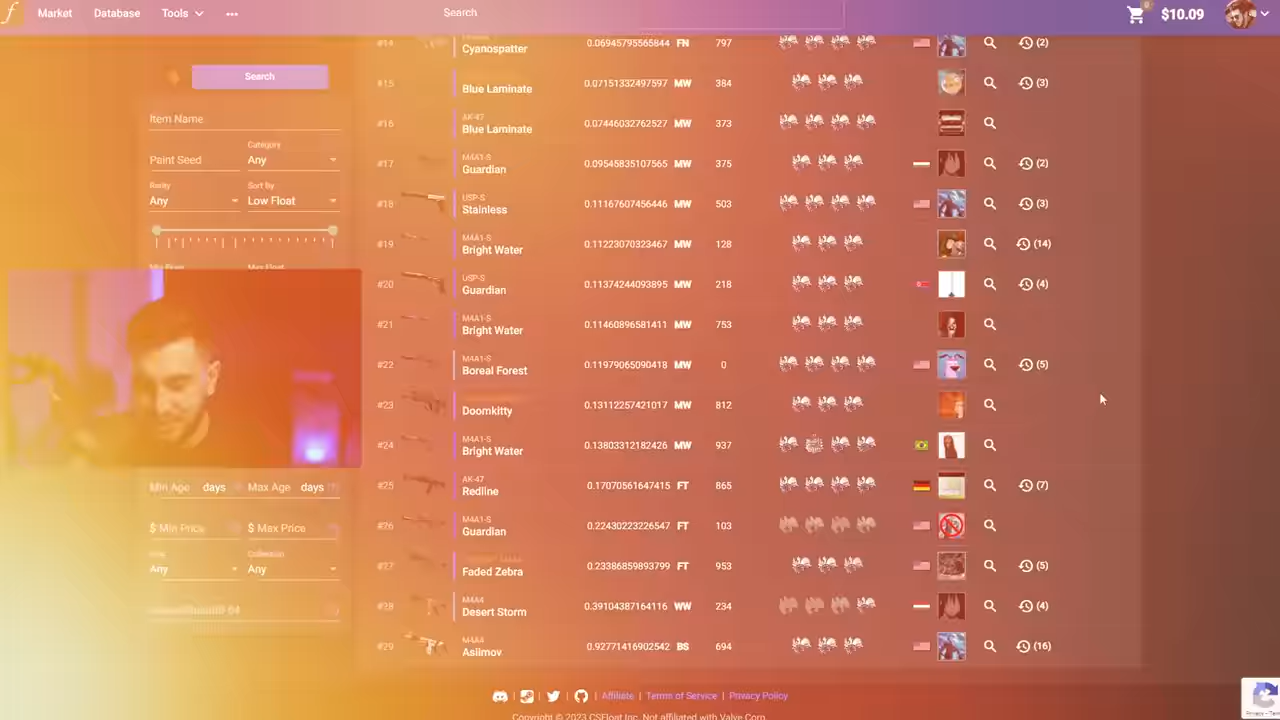 f Market Database Tools ... Search 0 $10.09
#14 Cyanospatter 0.06945795565844 FN 797 (2)
Search
#15 Blue Laminate 0.07151332497597 MW 384 (3)
Item Name
#16 AK-47 Blue Laminate 0.07446032762527 MW 373
Paint Seed Category Any
#17 M4A1-S Guardian 0.09545835107565 MW 375 (2)
Rarity Any Sort By Low Float
#18 USP-S Stainless 0.11167607456446 MW 503 (3)
#19 M4A1-S Bright Water 0.11223070323467 MW 128 (14)
#20 USP-S Guardian 0.11374244093895 MW 218 (4)
#21 M4A1-S Bright Water 0.11460896581411 MW 753
#22 M4A1-S Boreal Forest 0.11979065090418 MW 0 (5)
#23 Doomkitty 0.13112257421017 MW 812
#24 M4A1-S Bright Water 0.13803312182426 MW 937
#25 AK-47 Redline 0.17070561647415 FT 865 (7)
Min Age days Max Age days
#26 M4A1-S Guardian 0.22430223226547 FT 103
$ Min Price $ Max Price
#27 Faded Zebra 0.23386859893799 FT 953 (5)
Any Collection Any
#28 M4A4 Desert Storm 0.39104387164116 WW 234 (4)
#29 M4A4 Asiimov 0.92771416902542 BS 694 (16)
| | | | Affiliate | Terms of Service | Privacy Policy
Copyright © 2023 CSFloat Inc. Not affiliated with Valve Corp.